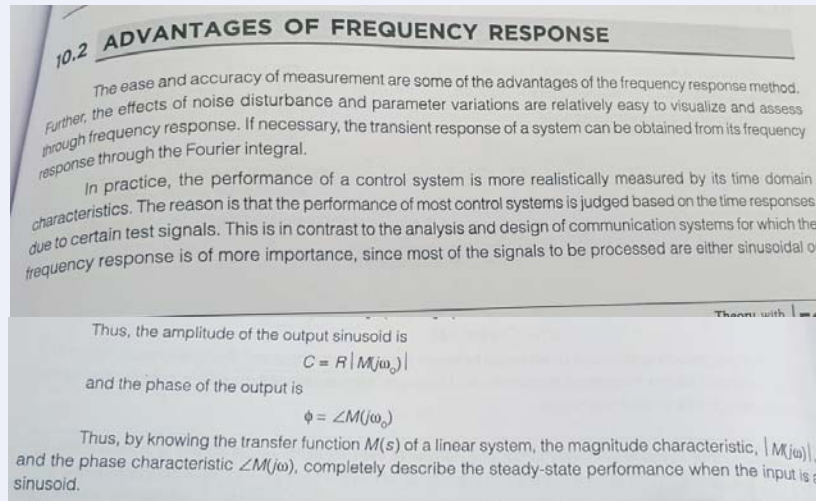 10.2 ADVANTAGES OF FREQUENCY RESPONSE
The ease and accuracy of measurement are some of the advantages of the frequency response method.
Further, the effects of noise disturbance and parameter variations are relatively easy to visualize and assess
through frequency response. If necessary, the transient response of a system can be obtained from its frequency
response through the Fourier integral.
In practice, the performance of a control system is more realistically measured by its time domain
characteristics. The reason is that the performance of most control systems is judged based on the time responses
due to certain test signals. This is in contrast to the analysis and design of communication systems for which the
frequency response is of more importance, since most of the signals to be processed are either sinusoidal o
Theory with
Thus, the amplitude of the output sinusoid is
C = R|M(jω₀)|
and the phase of the output is
ϕ = ∠M(jω₀)
Thus, by knowing the transfer function M(s) of a linear system, the magnitude characteristic, |M(jω)|,
and the phase characteristic ∠M(jω), completely describe the steady-state performance when the input is a
sinusoid.